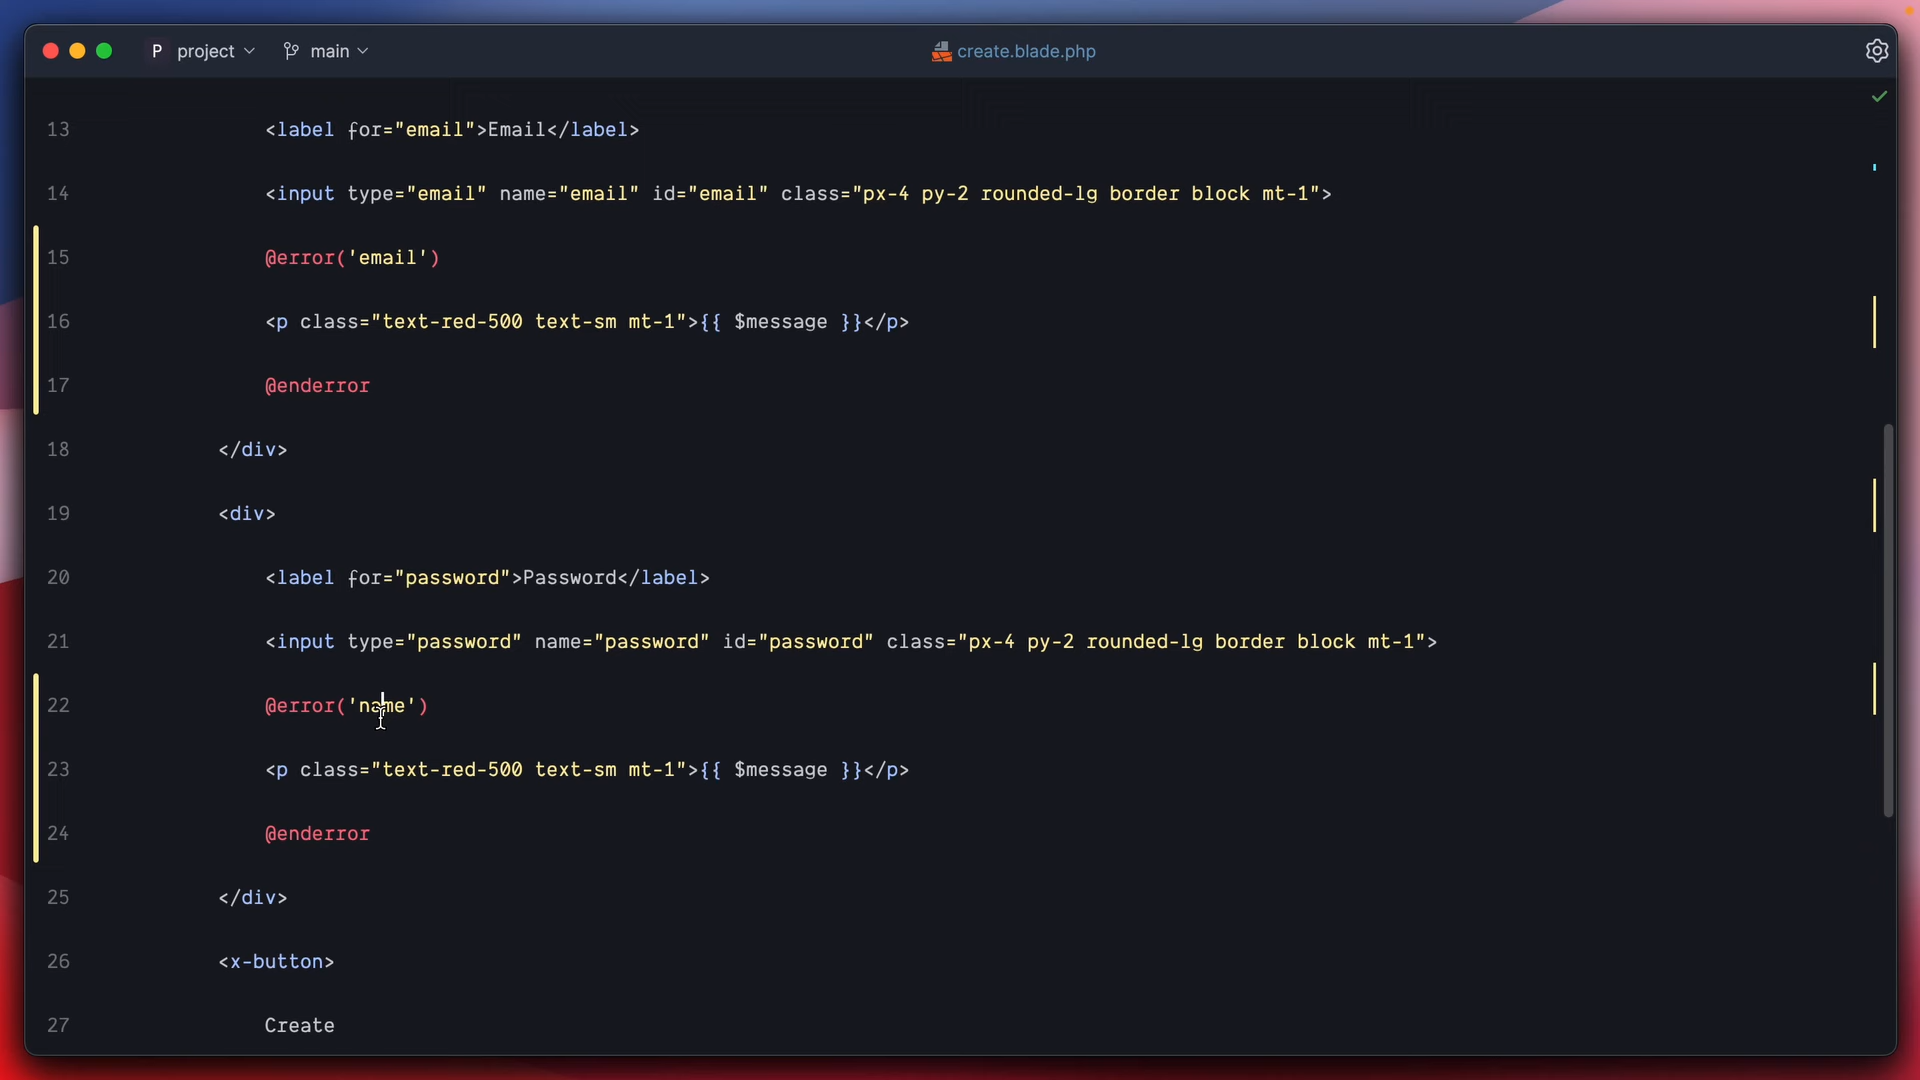 P project main create.blade.php
13 <label for="email">Email</label>
14 <input type="email" name="email" id="email" class="px-4 py-2 rounded-lg border block mt-1">
15 @error('email')
16 <p class="text-red-500 text-sm mt-1">{{ $message }}</p>
17 @enderror
18 </div>
19 <div>
20 <label for="password">Password</label>
21 <input type="password" name="password" id="password" class="px-4 py-2 rounded-lg border block mt-1">
22 @error('name')
23 <p class="text-red-500 text-sm mt-1">{{ $message }}</p>
24 @enderror
25 </div>
26 <x-button>
27 Create